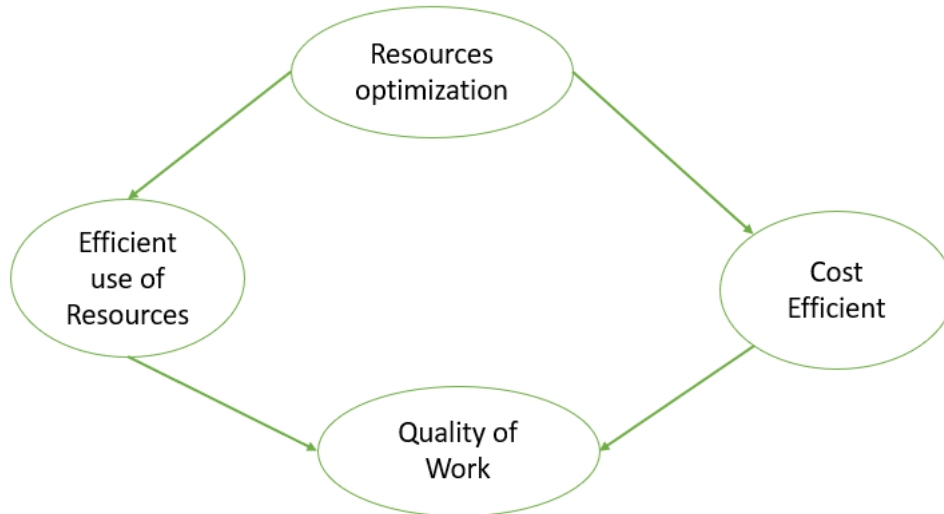 Resources
optimization
Efficient
use of
Resources
Cost
Efficient
Quality of
Work